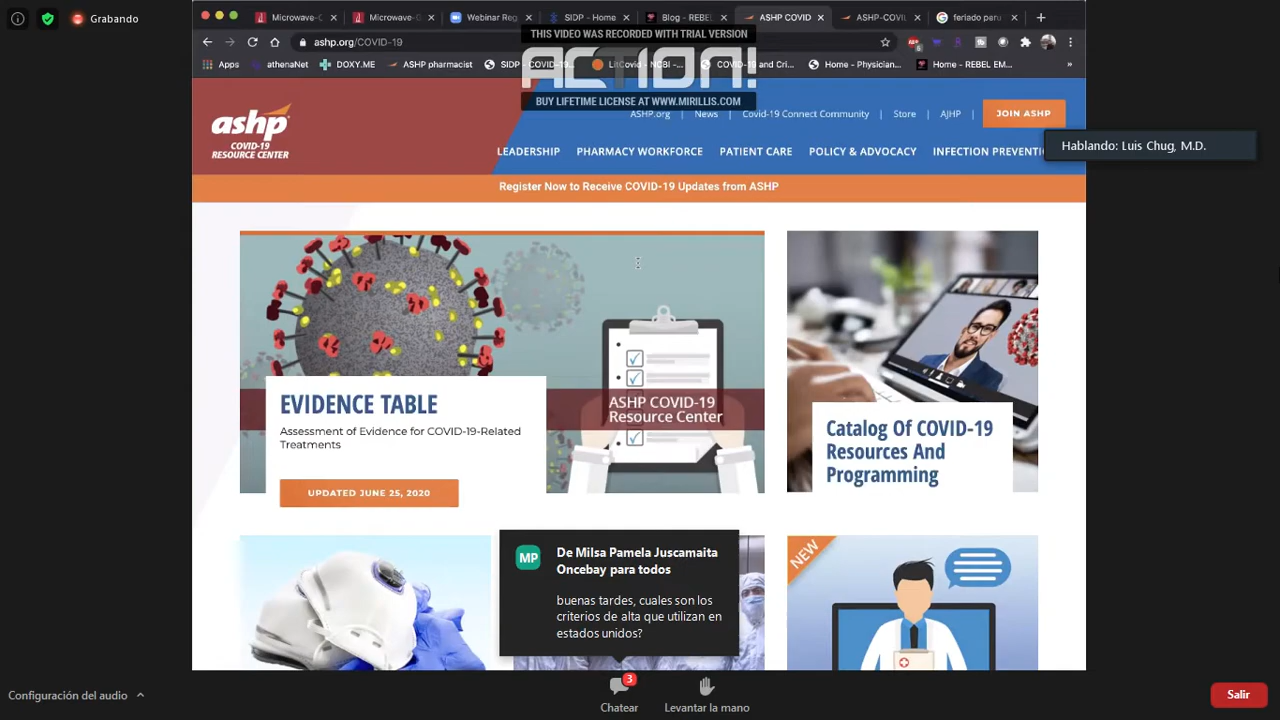 Grabando
Microwave-C
Microwave-C
Webinar Reg
SIDP - Home
Blog - REBEL
ASHP COVID
ASHP-COVI
feriado peru
ashp.org/COVID-19
THIS VIDEO WAS RECORDED WITH TRIAL VERSION
ACTION!
BUY LIFETIME LICENSE AT WWW.MIRILLIS.COM
Apps
athenaNet
DOXY.ME
ASHP pharmacist
SIDP - COVID-19...
LitCovid - NCBI -...
COVID-19 and Cri...
Home - Physician...
Home - REBEL EM...
ashp
COVID-19
RESOURCE CENTER
ASHP.org | News | Covid-19 Connect Community | Store | AJHP |
JOIN ASHP
LEADERSHIP PHARMACY WORKFORCE PATIENT CARE POLICY & ADVOCACY INFECTION PREVENTI
Hablando: Luis Chug, M.D.
Register Now to Receive COVID-19 Updates from ASHP
EVIDENCE TABLE
Assessment of Evidence for COVID-19-Related
Treatments
UPDATED JUNE 25, 2020
ASHP COVID-19
Resource Center
Catalog Of COVID-19
Resources And
Programming
NEW
MP
De Milsa Pamela Juscamaita
Oncebay para todos
buenas tardes, cuales son los
criterios de alta que utilizan en
estados unidos?
Configuración del audio
3
Chatear
Levantar la mano
Salir